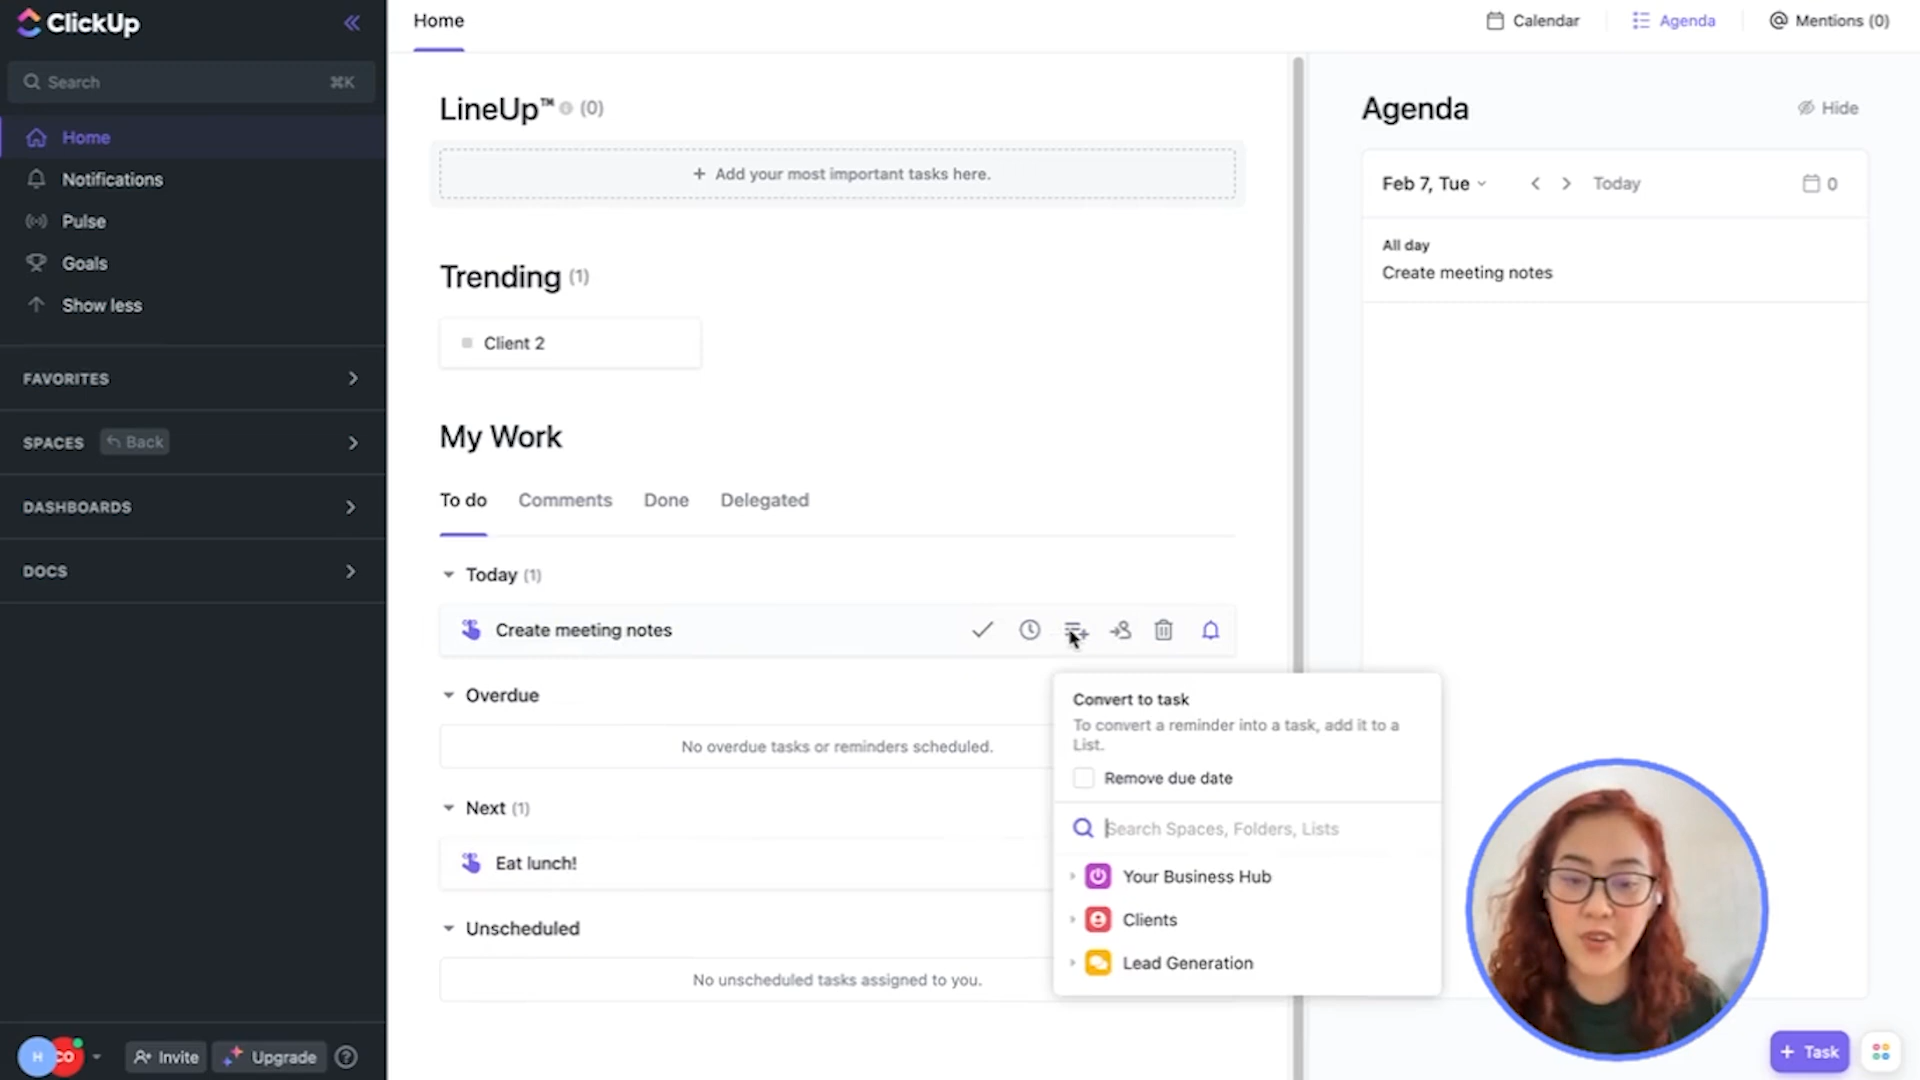 ClickUp
Search ⌘K
Home
Notifications
Pulse
Goals
Show less
FAVORITES
SPACES Back
DASHBOARDS
DOCS
H CO
Invite
Upgrade
?
Home
Calendar
Agenda
@ Mentions (0)
LineUp™ (0)
+ Add your most important tasks here.
Trending (1)
Client 2
My Work
To do Comments Done Delegated
Today (1)
Create meeting notes
Overdue
No overdue tasks or reminders scheduled.
Next (1)
Eat lunch!
Unscheduled
No unscheduled tasks assigned to you.
Convert to task
To convert a reminder into a task, add it to a
List.
Remove due date
Search Spaces, Folders, Lists
Your Business Hub
Clients
Lead Generation
Agenda
Hide
Feb 7, Tue
Today
0
All day
Create meeting notes
+ Task